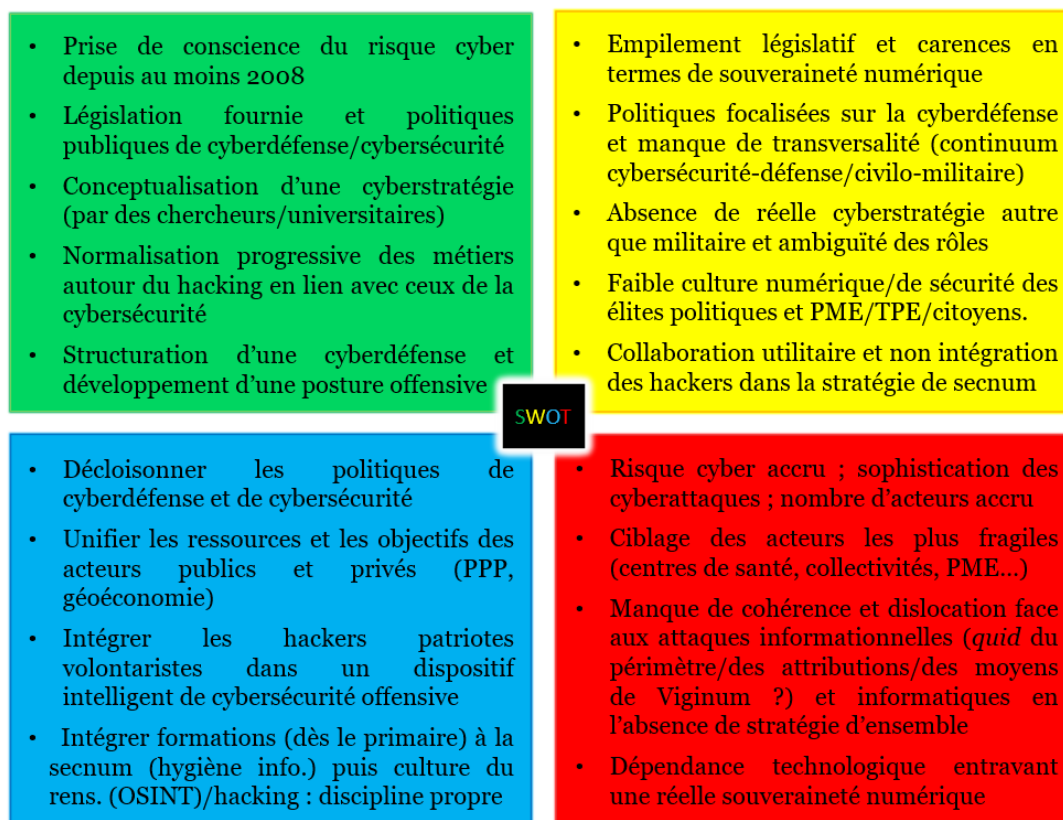 • Prise de conscience du risque cyber
depuis au moins 2008
• Législation fournie et politiques
publiques de cyberdéfense/cybersécurité
• Conceptualisation d’une cyberstratégie
(par des chercheurs/universitaires)
• Normalisation progressive des métiers
autour du hacking en lien avec ceux de la
cybersécurité
• Structuration d’une cyberdéfense et
développement d’une posture offensive
• Empilement législatif et carences en
termes de souveraineté numérique
• Politiques focalisées sur la cyberdéfense
et manque de transversalité (continuum
cybersécurité-défense/civilo-militaire)
• Absence de réelle cyberstratégie autre
que militaire et ambiguïté des rôles
• Faible culture numérique/de sécurité des
élites politiques et PME/TPE/citoyens.
• Collaboration utilitaire et non intégration
des hackers dans la stratégie de secnum
SWOT
• Décloisonner les politiques de
cyberdéfense et de cybersécurité
• Unifier les ressources et les objectifs des
acteurs publics et privés (PPP,
géoéconomie)
• Intégrer les hackers patriotes
volontaristes dans un dispositif
intelligent de cybersécurité offensive
• Intégrer formations (dès le primaire) à la
secnum (hygiène info.) puis culture du
rens. (OSINT)/hacking : discipline propre
• Risque cyber accru ; sophistication des
cyberattaques ; nombre d’acteurs accru
• Ciblage des acteurs les plus fragiles
(centres de santé, collectivités, PME…)
• Manque de cohérence et dislocation face
aux attaques informationnelles (quid du
périmètre/des attributions/des moyens
de Viginum ?) et informatiques en
l’absence de stratégie d’ensemble
• Dépendance technologique entravant
une réelle souveraineté numérique